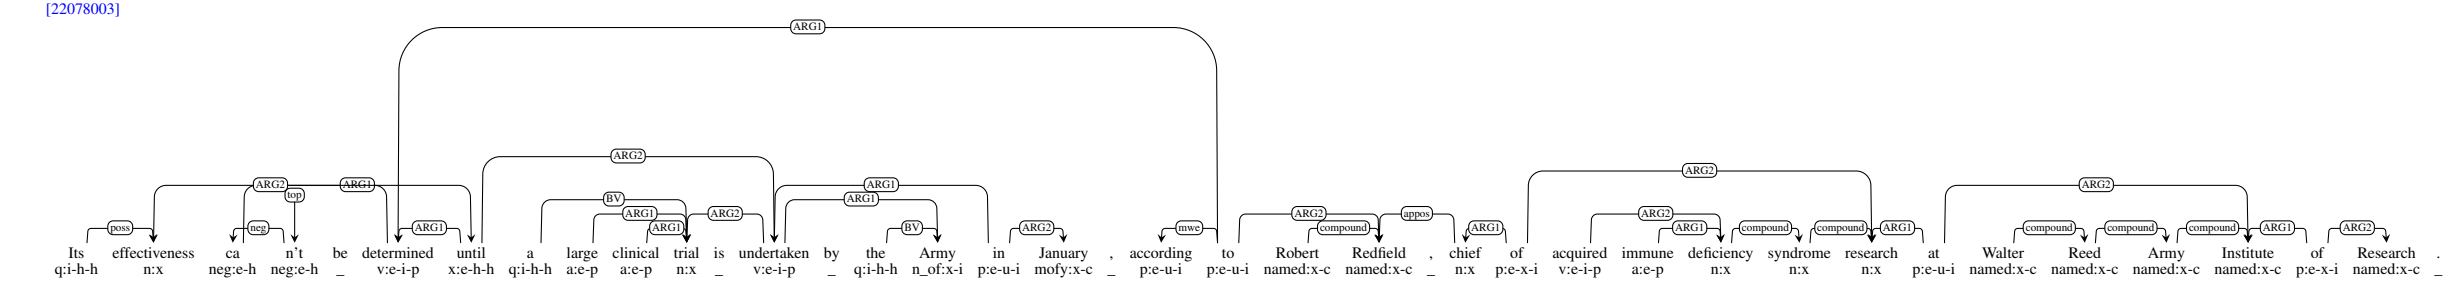 [22078003]
ARG1
ARG2
ARG2
ARG2 ARG1 ARG1 ARG2
top BV ARG1
ARG1 ARG2 ARG2 appos ARG2
poss neg ARG1 ARG1 BV ARG2 mwe compound ARG1 ARG1 compound compound ARG1 compound compound compound ARG1 ARG2
Its effectiveness ca n't be determined until a large clinical trial is undertaken by the Army in January , according to Robert Redfield , chief of acquired immune deficiency syndrome research at Walter Reed Army Institute of Research .
q:i-h-h n:x neg:e-h neg:e-h _ v:e-i-p x:e-h-h q:i-h-h a:e-p a:e-p n:x _ v:e-i-p _ q:i-h-h n_of:x-i p:e-u-i mofy:x-c _ p:e-u-i p:e-u-i named:x-c named:x-c _ n:x p:e-x-i v:e-i-p a:e-p n:x n:x n:x p:e-u-i named:x-c named:x-c named:x-c named:x-c p:e-x-i named:x-c _